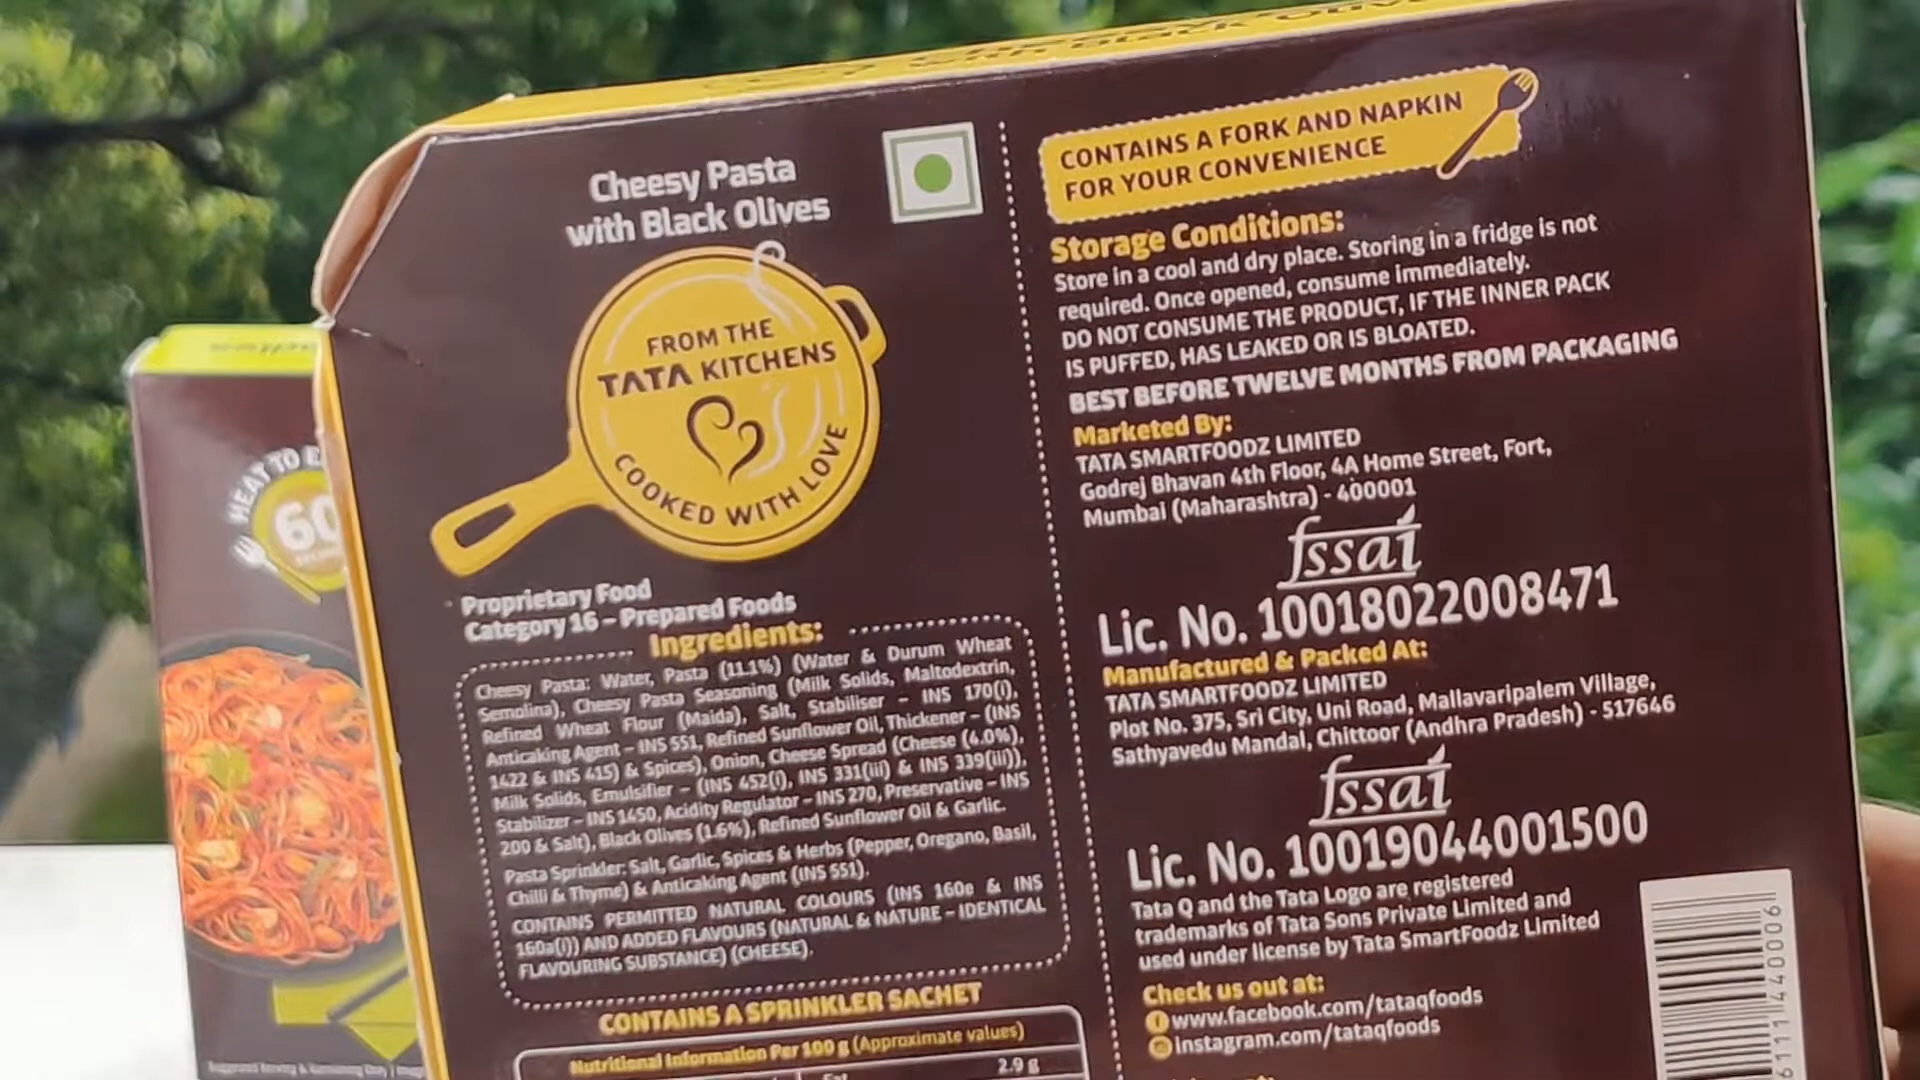 Cheesy Pasta
with Black Olives
FROM THE
TATA KITCHENS
COOKED WITH LOVE
Proprietary Food
Category 16 – Prepared Foods
Ingredients:
Cheesy Pasta: Water, Pasta (11.1%) (Water & Durum Wheat
Semolina), Cheesy Pasta Seasoning (Milk Solids, Maltodextrin,
Refined Wheat Flour (Maida), Salt, Stabiliser – INS 170(i),
Anticaking Agent – INS 551, Refined Sunflower Oil, Thickener – (INS
1422 & INS 415) & Spices), Onion, Cheese Spread (Cheese (4.0%),
Milk Solids, Emulsifier – (INS 452(i), INS 331(iii) & INS 339(iii)),
Stabilizer – INS 1450, Acidity Regulator – INS 270, Preservative – INS
200 & Salt), Black Olives (1.6%), Refined Sunflower Oil & Garlic.
Pasta Sprinkler: Salt, Garlic, Spices & Herbs (Pepper, Oregano, Basil,
Chilli & Thyme) & Anticaking Agent (INS 551).
CONTAINS PERMITTED NATURAL COLOURS (INS 160e & INS
160a(i)) AND ADDED FLAVOURS (NATURAL & NATURE – IDENTICAL
FLAVOURING SUBSTANCE) (CHEESE).
CONTAINS A SPRINKLER SACHET
Nutritional Information Per 100 g (Approximate values)
Fat 2.9 g
CONTAINS A FORK AND NAPKIN
FOR YOUR CONVENIENCE
Storage Conditions:
Store in a cool and dry place. Storing in a fridge is not
required. Once opened, consume immediately.
DO NOT CONSUME THE PRODUCT, IF THE INNER PACK
IS PUFFED, HAS LEAKED OR IS BLOATED.
BEST BEFORE TWELVE MONTHS FROM PACKAGING
Marketed By:
TATA SMARTFOODZ LIMITED
Godrej Bhavan 4th Floor, 4A Home Street, Fort,
Mumbai (Maharashtra) - 400001
fssai
Lic. No. 10018022008471
Manufactured & Packed At:
TATA SMARTFOODZ LIMITED
Plot No. 375, Sri City, Uni Road, Mallavaripalem Village,
Sathyavedu Mandal, Chittoor (Andhra Pradesh) - 517646
fssai
Lic. No. 10019044001500
Tata Q and the Tata Logo are registered
trademarks of Tata Sons Private Limited and
used under license by Tata SmartFoodz Limited
Check us out at:
www.facebook.com/tataqfoods
instagram.com/tataqfoods
HEAT TO
60